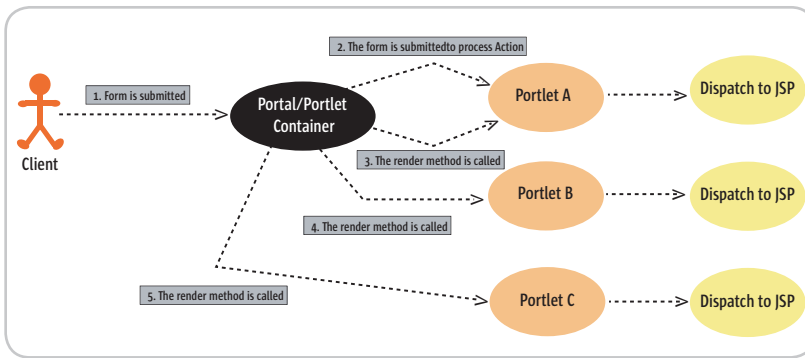 2. The form is submittedto process Action
1. Form is submitted
Portal/Portlet
Container
Portlet A
Dispatch to JSP
3. The render method is called
Client
Portlet B
Dispatch to JSP
4. The render method is called
5. The render method is called
Portlet C
Dispatch to JSP